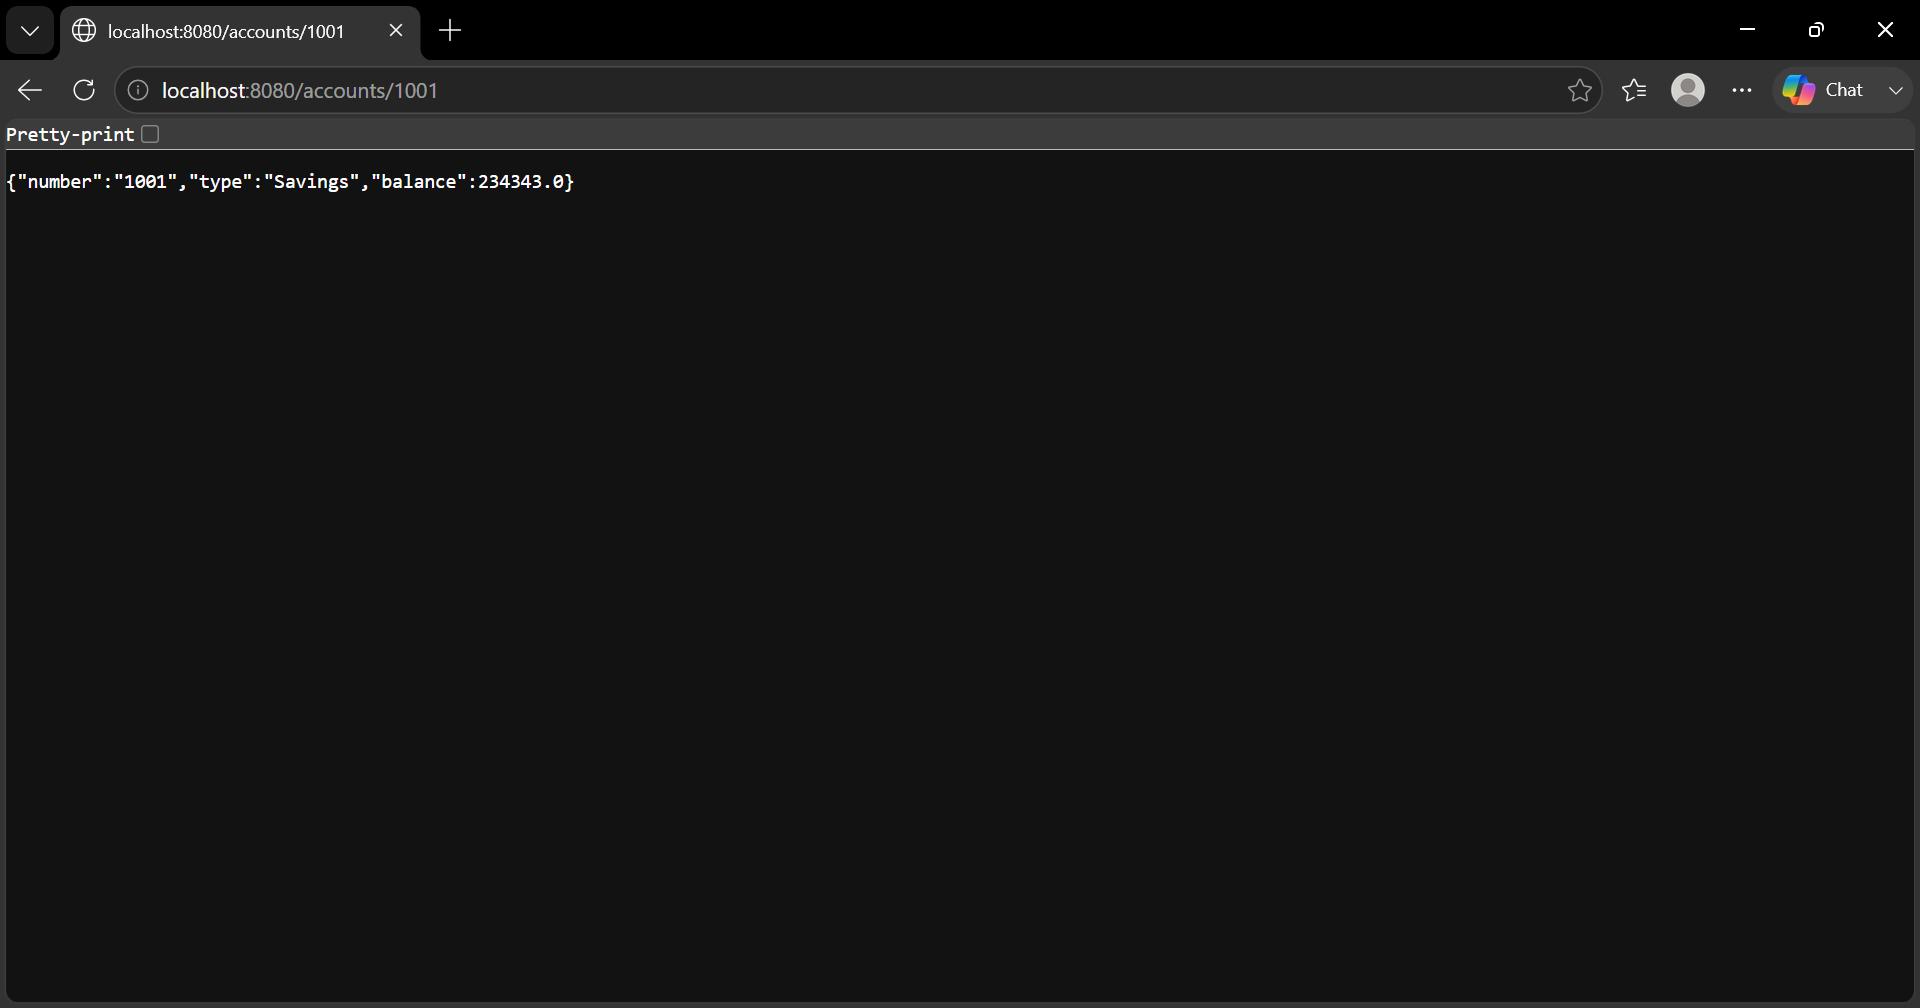 localhost:8080/accounts/1001
localhost:8080/accounts/1001
Chat
Pretty-print
{"number":"1001","type":"Savings","balance":234343.0}